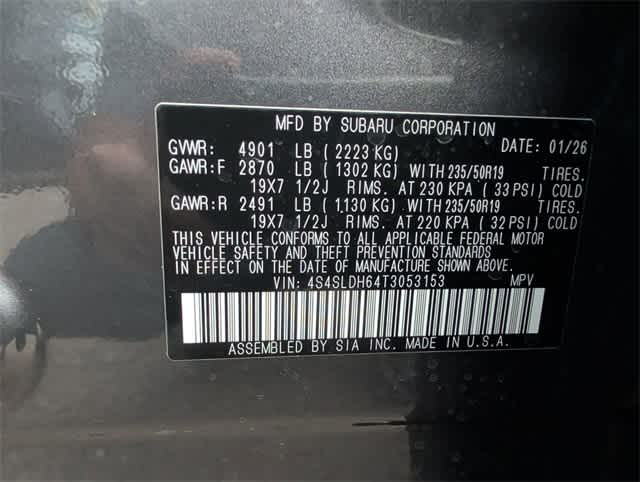 MFD BY SUBARU CORPORATION
GVWR: 4901 LB ( 2223 KG) DATE: 01/26
GAWR:F 2870 LB ( 1302 KG) WITH 235/50R19 TIRES.
19X7 1/2J RIMS. AT 230 KPA ( 33 PSI) COLD
GAWR:R 2491 LB ( 1130 KG) WITH 235/50R19 TIRES.
19X7 1/2J RIMS. AT 220 KPA ( 32 PSI) COLD
THIS VEHICLE CONFORMS TO ALL APPLICABLE FEDERAL MOTOR
VEHICLE SAFETY AND THEFT PREVENTION STANDARDS
IN EFFECT ON THE DATE OF MANUFACTURE SHOWN ABOVE.
VIN: 4S4SLDH64T3053153 MPV
ASSEMBLED BY SIA INC. MADE IN U.S.A.